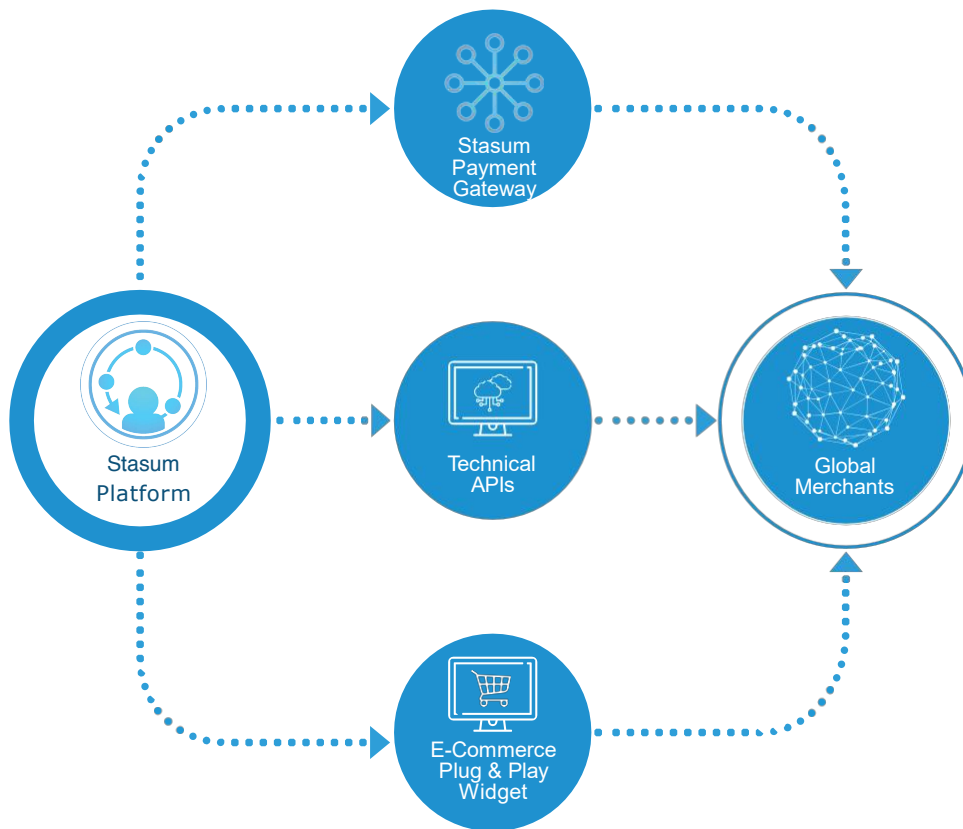 Stasum
Payment
Gateway
Stasum
Platform
Technical
APIs
Global
Merchants
E-Commerce
Plug & Play
Widget